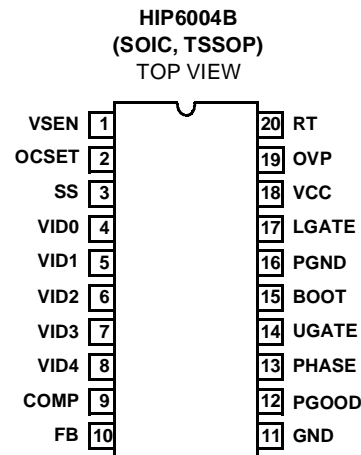 HIP6004B
(SOIC, TSSOP)
TOP VIEW
VSEN 1 20 RT
OCSET 2 19 OVP
SS 3 18 VCC
VID0 4 17 LGATE
VID1 5 16 PGND
VID2 6 15 BOOT
VID3 7 14 UGATE
VID4 8 13 PHASE
COMP 9 12 PGOOD
FB 10 11 GND